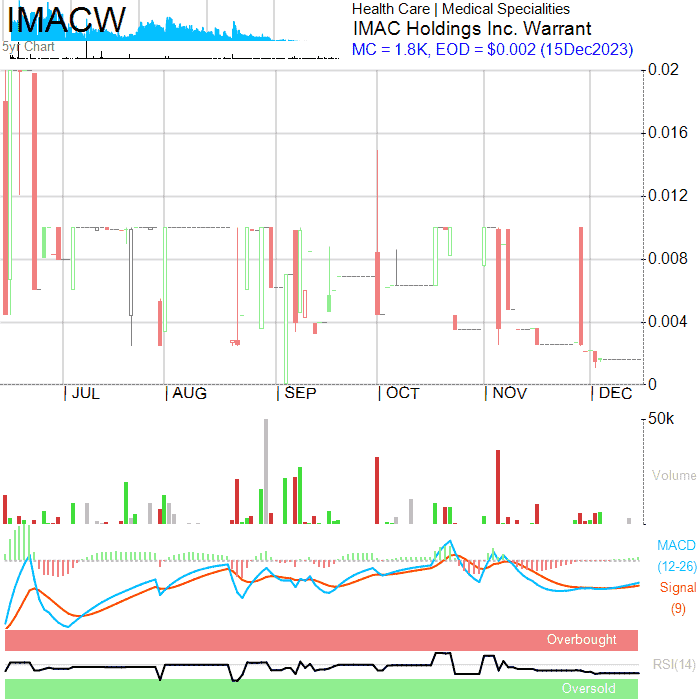 IMACW
5yr Chart
Health Care | Medical Specialities
IMAC Holdings Inc. Warrant
MC = 1.8K, EOD = $0.002 (15Dec2023)
0.02
0.016
0.012
0.008
0.004
0
JUL AUG SEP OCT NOV DEC
50k
Volume
MACD
(12-26)
Signal
(9)
Overbought
RSI(14)
Oversold